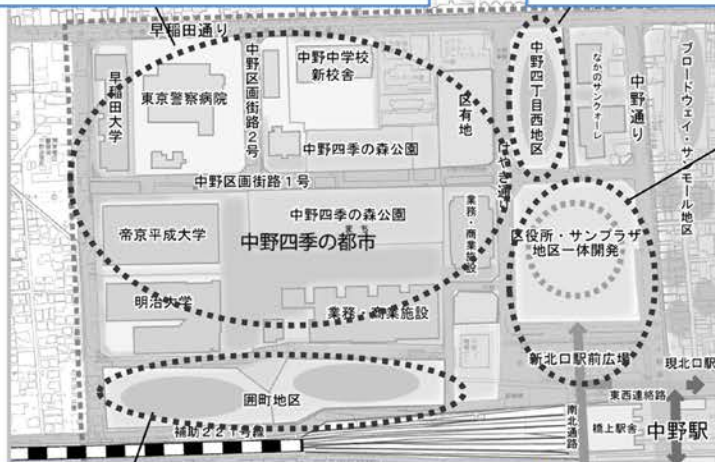 早稲田通り
早稲田大学
東京警察病院
中野区画街路2号
中野中学校
新校舎
区有地
中野四季の森公園
中野四丁目西地区
なかのサンクォーレ
中野通り
ブロードウェイ・サンモール地区
けやき通り
中野区画街路1号
中野四季の森公園
帝京平成大学
中野四季の都市
まち
業務・商業施設
区役所・サンプラザ
地区一体開発
明治大学
業務・商業施設
新北口駅前広場
現北口駅
囲町地区
東西連絡路
補助221号線
南北通路
橋上駅舎
中野駅